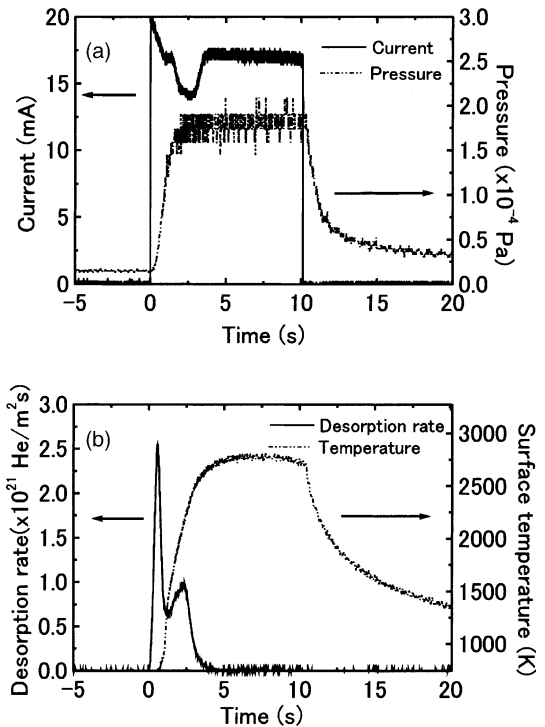 (a)
Current
Pressure
20
15
10
5
0
Current (mA)
3.0
2.5
2.0
1.5
1.0
0.5
0.0
Pressure (x10⁻⁴ Pa)
-5 0 5 10 15 20
Time (s)
(b)
Desorption rate
Temperature
3.0
2.5
2.0
1.5
1.0
0.5
0.0
Desorption rate(x10²¹ He/m²s)
3000
2500
2000
1500
1000
Surface temperature (K)
-5 0 5 10 15 20
Time (s)